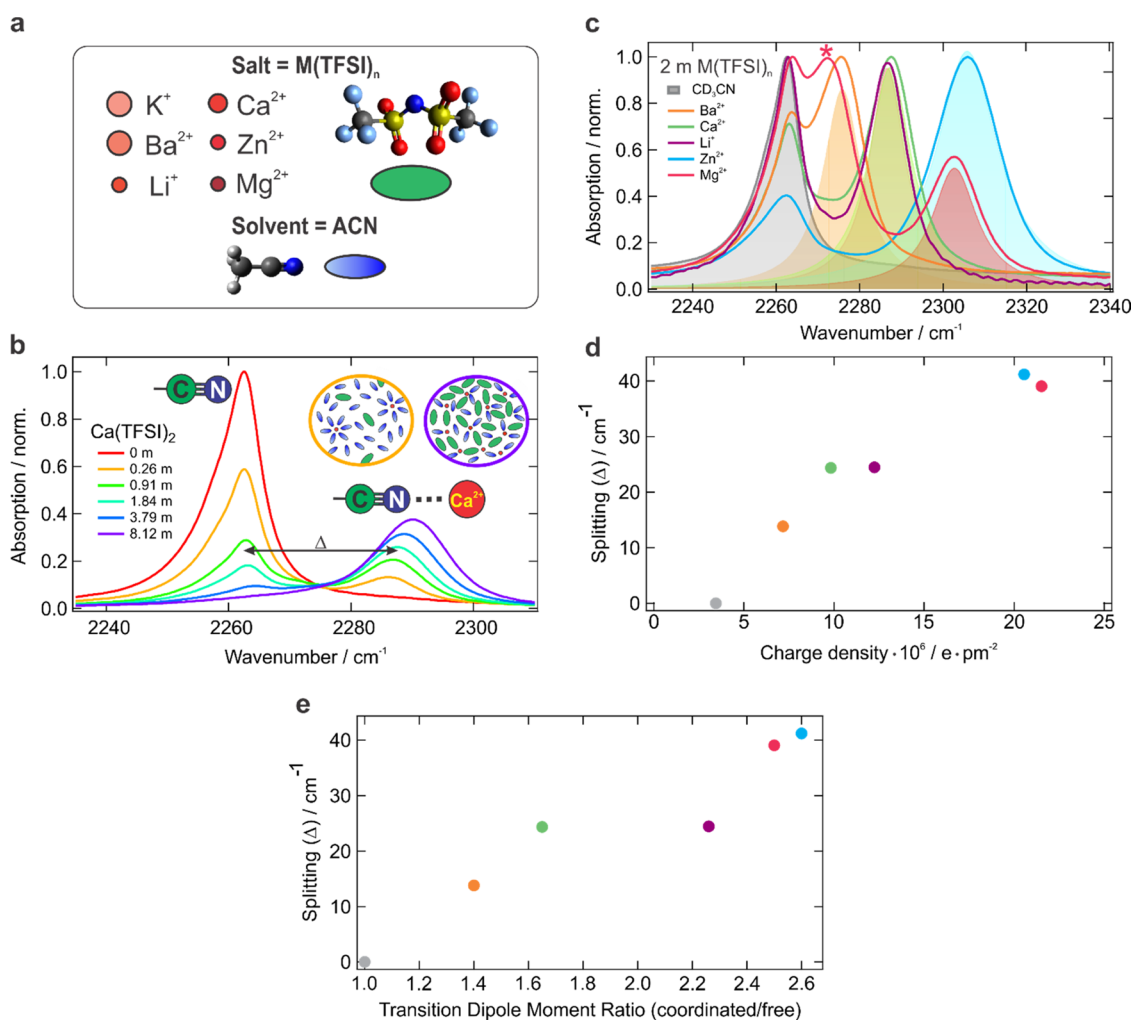 a
Salt = M(TFSI)n
K+
Ca2+
Ba2+
Zn2+
Li+
Mg2+
Solvent = ACN
b
Absorption / norm.
1.0
0.8
0.6
0.4
0.2
0.0
C N
Ca(TFSI)2
0 m
0.26 m
0.91 m
1.84 m
3.79 m
8.12 m
C N Ca2+
Δ
2240 2260 2280 2300
Wavenumber / cm-1
c
Absorption / norm.
1.0
0.8
0.6
0.4
0.2
0.0
2 m M(TFSI)n
CD3CN
Ba2+
Ca2+
Li+
Zn2+
Mg2+
*
2240 2260 2280 2300 2320 2340
Wavenumber / cm-1
d
Splitting (Δ) / cm-1
40
30
20
10
0
0 5 10 15 20 25
Charge density·10^6 / e·pm-2
e
Splitting (Δ) / cm-1
40
30
20
10
0
1.0 1.2 1.4 1.6 1.8 2.0 2.2 2.4 2.6
Transition Dipole Moment Ratio (coordinated/free)